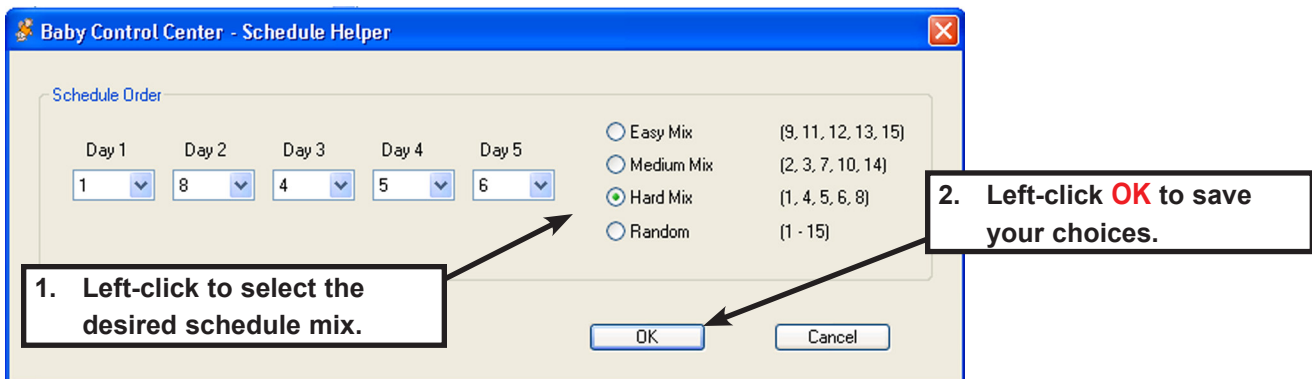 Baby Control Center - Schedule Helper
Schedule Order
Day 1 Day 2 Day 3 Day 4 Day 5
1 8 4 5 6
Easy Mix (9, 11, 12, 13, 15)
Medium Mix (2, 3, 7, 10, 14)
Hard Mix (1, 4, 5, 6, 8)
Random (1 - 15)
1. Left-click to select the
desired schedule mix.
2. Left-click OK to save
your choices.
OK Cancel